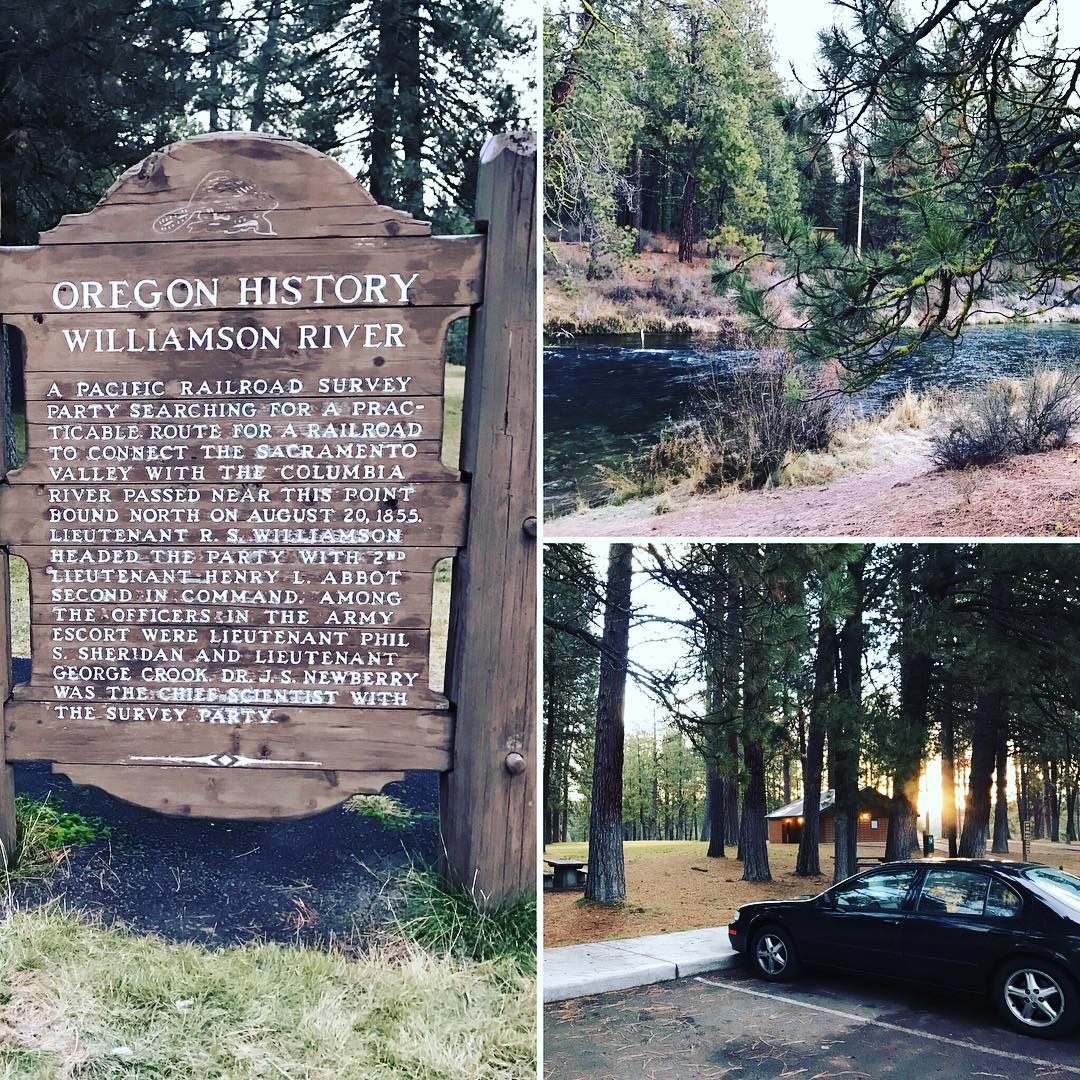 OREGON HISTORY
WILLIAMSON RIVER
A PACIFIC RAILROAD SURVEY
PARTY SEARCHING FOR A PRAC-
TICABLE ROUTE FOR A RAILROAD
TO CONNECT THE SACRAMENTO
VALLEY WITH THE COLUMBIA
RIVER PASSED NEAR THIS POINT
BOUND NORTH ON AUGUST 20, 1855.
LIEUTENANT R. S. WILLIAMSON
HEADED THE PARTY WITH 2ND
LIEUTENANT HENRY L. ABBOT
SECOND IN COMMAND. AMONG
THE OFFICERS IN THE ARMY
ESCORT WERE LIEUTENANT PHIL
S. SHERIDAN AND LIEUTENANT
GEORGE CROOK. DR. J. S. NEWBERRY
WAS THE CHIEF SCIENTIST WITH
THE SURVEY PARTY.